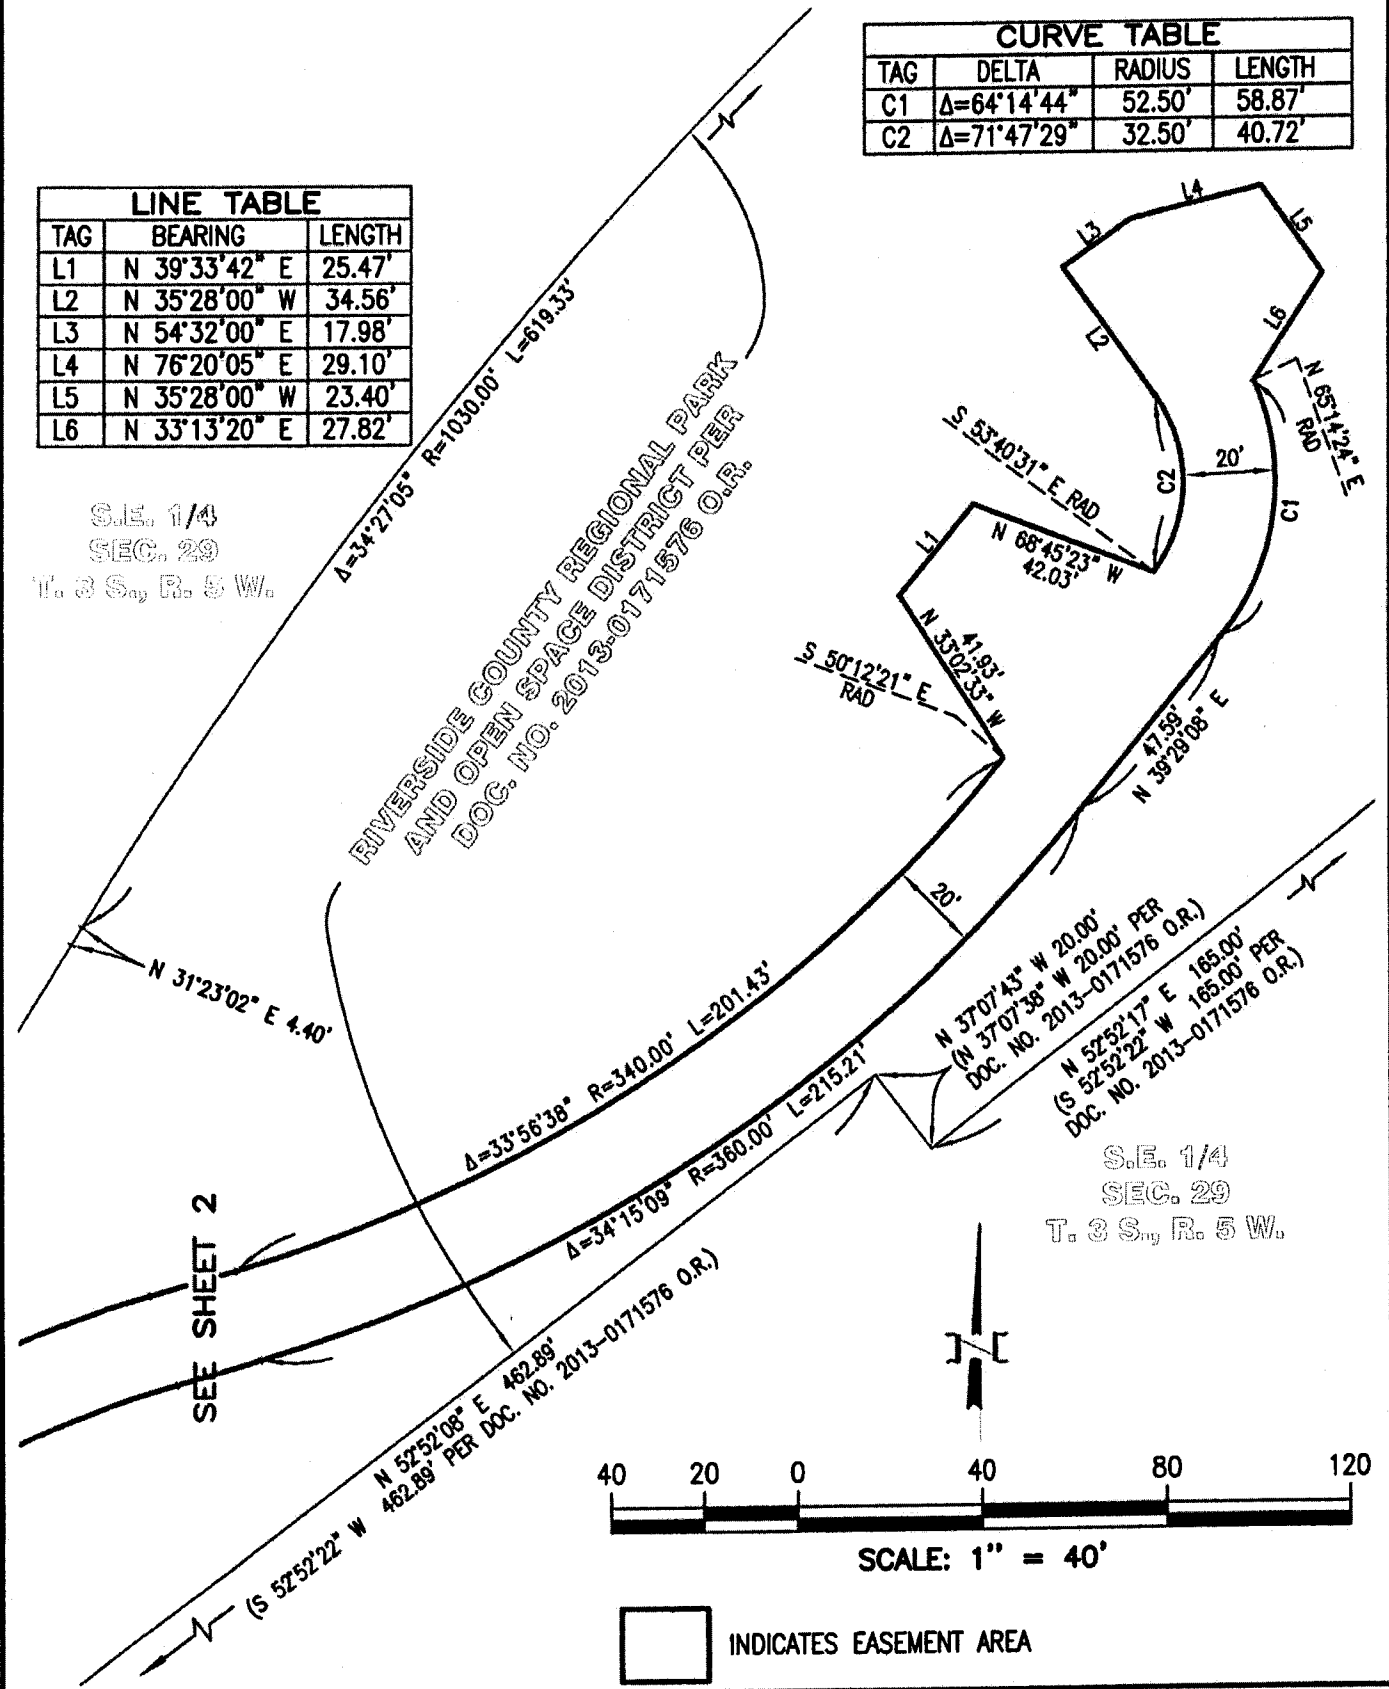 CURVE TABLE
TAG DELTA RADIUS LENGTH
C1 Δ=64°14'44" 52.50' 58.87'
C2 Δ=71°47'29" 32.50' 40.72'
LINE TABLE
TAG BEARING LENGTH
L1 N 39°33'42" E 25.47'
L2 N 35°28'00" W 34.56'
L3 N 54°32'00" E 17.98'
L4 N 76°20'05" E 29.10'
L5 N 35°28'00" W 23.40'
L6 N 33°13'20" E 27.82'
L4
L3
L5
L2
L6
N 65°14'24" E
RAD
S 53°40'31" E RAD
C2
20'
C1
L1
N 68°45'23" W
42.03'
41.93'
N 33°02'33" W
S 50°12'21" E
RAD
47.59'
N 39°29'08" E
Δ=34°27'05" R=1030.00' L=619.33'
S.E. 1/4
SEC. 29
T. 3 S., R. 5 W.
RIVERSIDE COUNTY REGIONAL PARK
AND OPEN SPACE DISTRICT PER
DOC. NO. 2013-0171576 O.R.
N 31°23'02" E 4.40'
20'
Δ=33°56'38" R=340.00' L=201.43'
Δ=34°15'09" R=360.00' L=215.21'
N 37°07'43" W 20.00'
(N 37°07'38" W 20.00' PER
DOC. NO. 2013-0171576 O.R.)
N 52°52'17" E 165.00'
(S 52°52'22" W 165.00' PER
DOC. NO. 2013-0171576 O.R.)
S.E. 1/4
SEC. 29
T. 3 S., R. 5 W.
SEE SHEET 2
N 52°52'08" E 462.89'
(S 52°52'22" W 462.89' PER DOC. NO. 2013-0171576 O.R.)
N
40 20 0 40 80 120
SCALE: 1" = 40'
INDICATES EASEMENT AREA